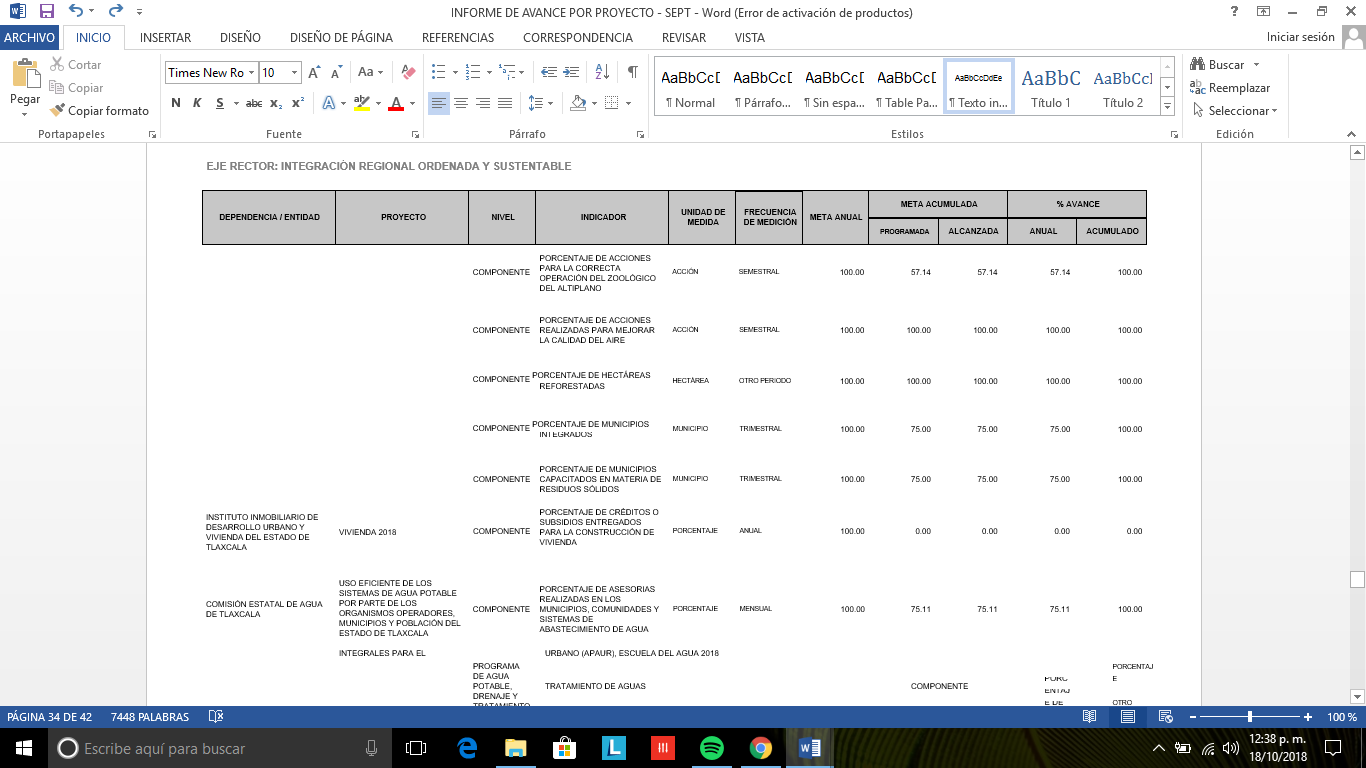 INFORME DE AVANCE POR PROYECTO - SEPT - Word (Error de activación de productos)
ARCHIVO INICIO INSERTAR DISEÑO DISEÑO DE PÁGINA REFERENCIAS CORRESPONDENCIA REVISAR VISTA Iniciar sesión
Pegar
Cortar
Copiar
Copiar formato
Portapapeles
Times New Ro 10
N K S abc x₂ x²
Fuente
Párrafo
AaBbCcI AaBbCcI AaBbCcI AaBbCcI AaBbCcDdEe AaBbC AaBbCcI
¶ Normal ¶ Párrafo... ¶ Sin espa... ¶ Table Pa... ¶ Texto in... Título 1 Título 2
Estilos
Buscar
Reemplazar
Seleccionar
Edición
EJE RECTOR: INTEGRACIÓN REGIONAL ORDENADA Y SUSTENTABLE
DEPENDENCIA / ENTIDAD PROYECTO NIVEL INDICADOR UNIDAD DE MEDIDA FRECUENCIA DE MEDICIÓN META ANUAL META ACUMULADA % AVANCE
PROGRAMADA ALCANZADA ANUAL ACUMULADO
COMPONENTE
PORCENTAJE DE ACCIONES
PARA LA CORRECTA
OPERACIÓN DEL ZOOLÓGICO
DEL ALTIPLANO
ACCIÓN SEMESTRAL 100.00 57.14 57.14 57.14 100.00
COMPONENTE
PORCENTAJE DE ACCIONES
REALIZADAS PARA MEJORAR
LA CALIDAD DEL AIRE
ACCIÓN SEMESTRAL 100.00 100.00 100.00 100.00 100.00
COMPONENTE PORCENTAJE DE HECTÁREAS
REFORESTADAS
HECTÁREA OTRO PERIODO 100.00 100.00 100.00 100.00 100.00
COMPONENTE PORCENTAJE DE MUNICIPIOS
INTEGRADOS
MUNICIPIO TRIMESTRAL 100.00 75.00 75.00 75.00 100.00
COMPONENTE
PORCENTAJE DE MUNICIPIOS
CAPACITADOS EN MATERIA DE
RESIDUOS SÓLIDOS
MUNICIPIO TRIMESTRAL 100.00 75.00 75.00 75.00 100.00
INSTITUTO INMOBILIARIO DE
DESARROLLO URBANO Y
VIVIENDA DEL ESTADO DE
TLAXCALA
VIVIENDA 2018
COMPONENTE
PORCENTAJE DE CRÉDITOS O
SUBSIDIOS ENTREGADOS
PARA LA CONSTRUCCIÓN DE
VIVIENDA
PORCENTAJE ANUAL 100.00 0.00 0.00 0.00 0.00
COMISIÓN ESTATAL DE AGUA
DE TLAXCALA
USO EFICIENTE DE LOS
SISTEMAS DE AGUA POTABLE
POR PARTE DE LOS
ORGANISMOS OPERADORES,
MUNICIPIOS Y POBLACIÓN DEL
ESTADO DE TLAXCALA
COMPONENTE
PORCENTAJE DE ASESORIAS
REALIZADAS EN LOS
MUNICIPIOS, COMUNIDADES Y
SISTEMAS DE
ABASTECIMIENTO DE AGUA
PORCENTAJE MENSUAL 100.00 75.11 75.11 75.11 100.00
INTEGRALES PARA EL URBANO (APAUR), ESCUELA DEL AGUA 2018
PROGRAMA
DE AGUA
POTABLE,
DRENAJE Y
TRATAMIENTO
TRATAMIENTO DE AGUAS
COMPONENTE
PORC
ENTAJ
E DE
PORCENTAJ
E
OTRO
PÁGINA 34 DE 42 7448 PALABRAS 100 %
Escribe aquí para buscar
12:38 p. m.
18/10/2018